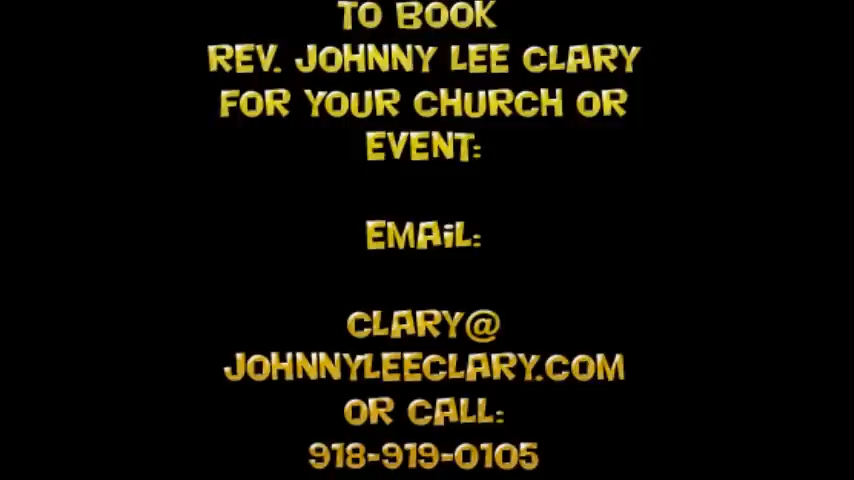 TO BOOK
REV. JOHNNY LEE CLARY
FOR YOUR CHURCH OR
EVENT:
EMAiL:
CLARY@
JOHNNYLEECLARY.COM
OR CALL:
918-919-0105